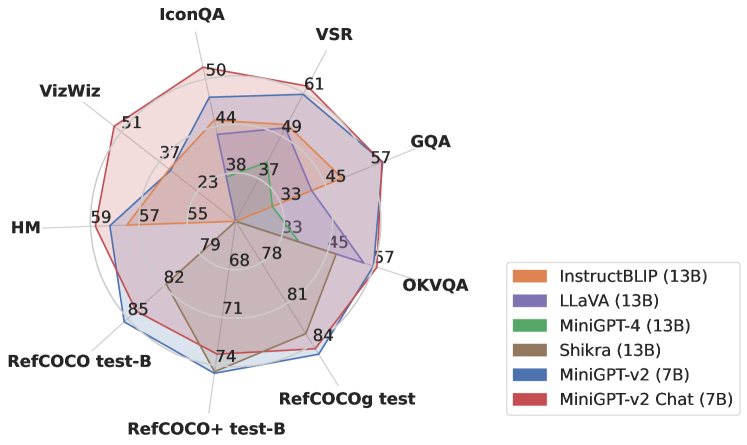 IconQA
VSR
50
61
VizWiz
51
44
49
GQA
37
38
37
45
57
23
33
HM
59
57
55
33
45
57
79
68
78
OKVQA
82
InstructBLIP (13B)
81
LLaVA (13B)
85
71
MiniGPT-4 (13B)
84
Shikra (13B)
RefCOCO test-B
74
MiniGPT-v2 (7B)
RefCOCOg test
MiniGPT-v2 Chat (7B)
RefCOCO+ test-B